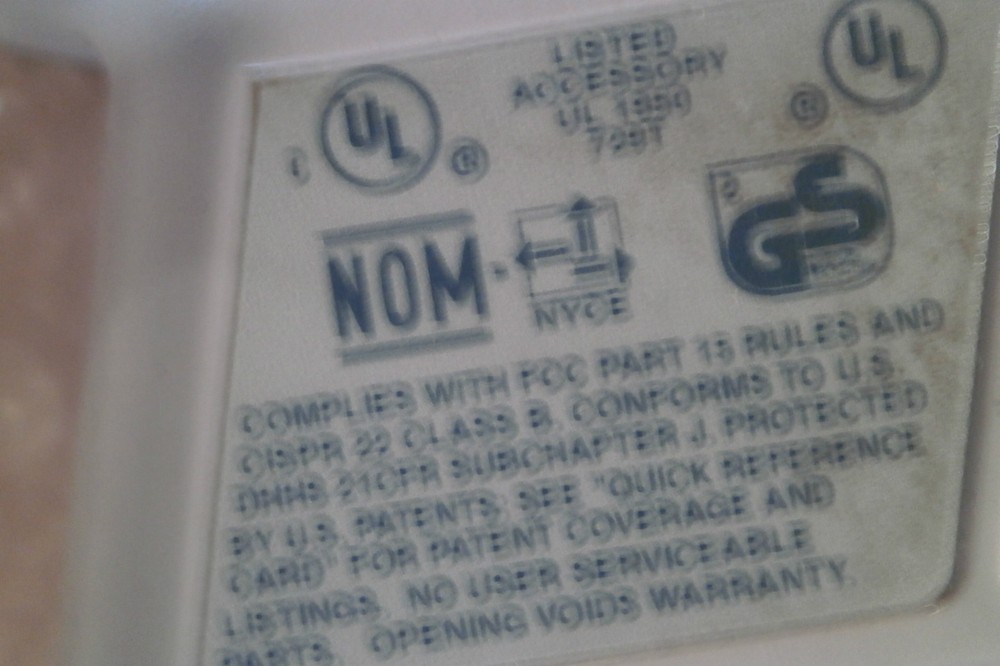 LISTED
ACCESSORY
UL 1950
UL ®
UL ®
NOM
NYCE
GS
COMPLIES WITH FCC PART 15 RULES AND
CISPR 22 CLASS B. CONFORMS TO U.S.
DHHS 21CFR SUBCHAPTER J. PROTECTED
BY U.S. PATENTS. SEE "QUICK REFERENCE
CARD" FOR PATENT COVERAGE AND
LISTINGS. NO USER SERVICEABLE
PARTS. OPENING VOIDS WARRANTY.